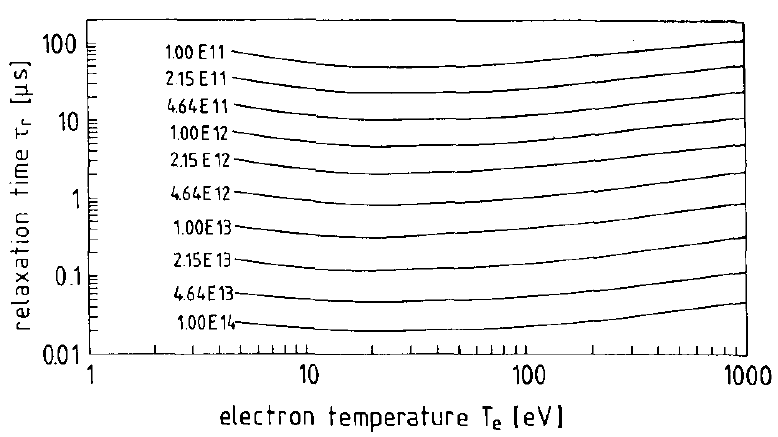 relaxation time τr [µs]
100
10
1
0.1
0.01
1.00 E11
2.15 E11
4.64 E11
1.00 E12
2.15 E12
4.64 E12
1.00 E13
2.15 E13
4.64 E13
1.00 E14
1 10 100 1000
electron temperature Te [eV]